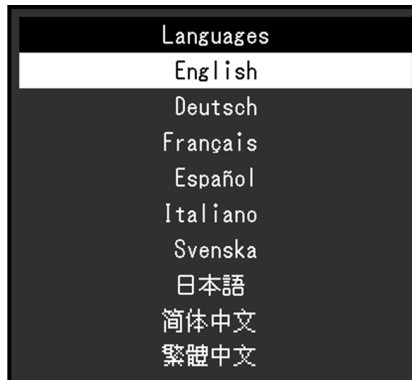 Languages
English
Deutsch
Français
Español
Italiano
Svenska
日本語
简体中文
繁體中文